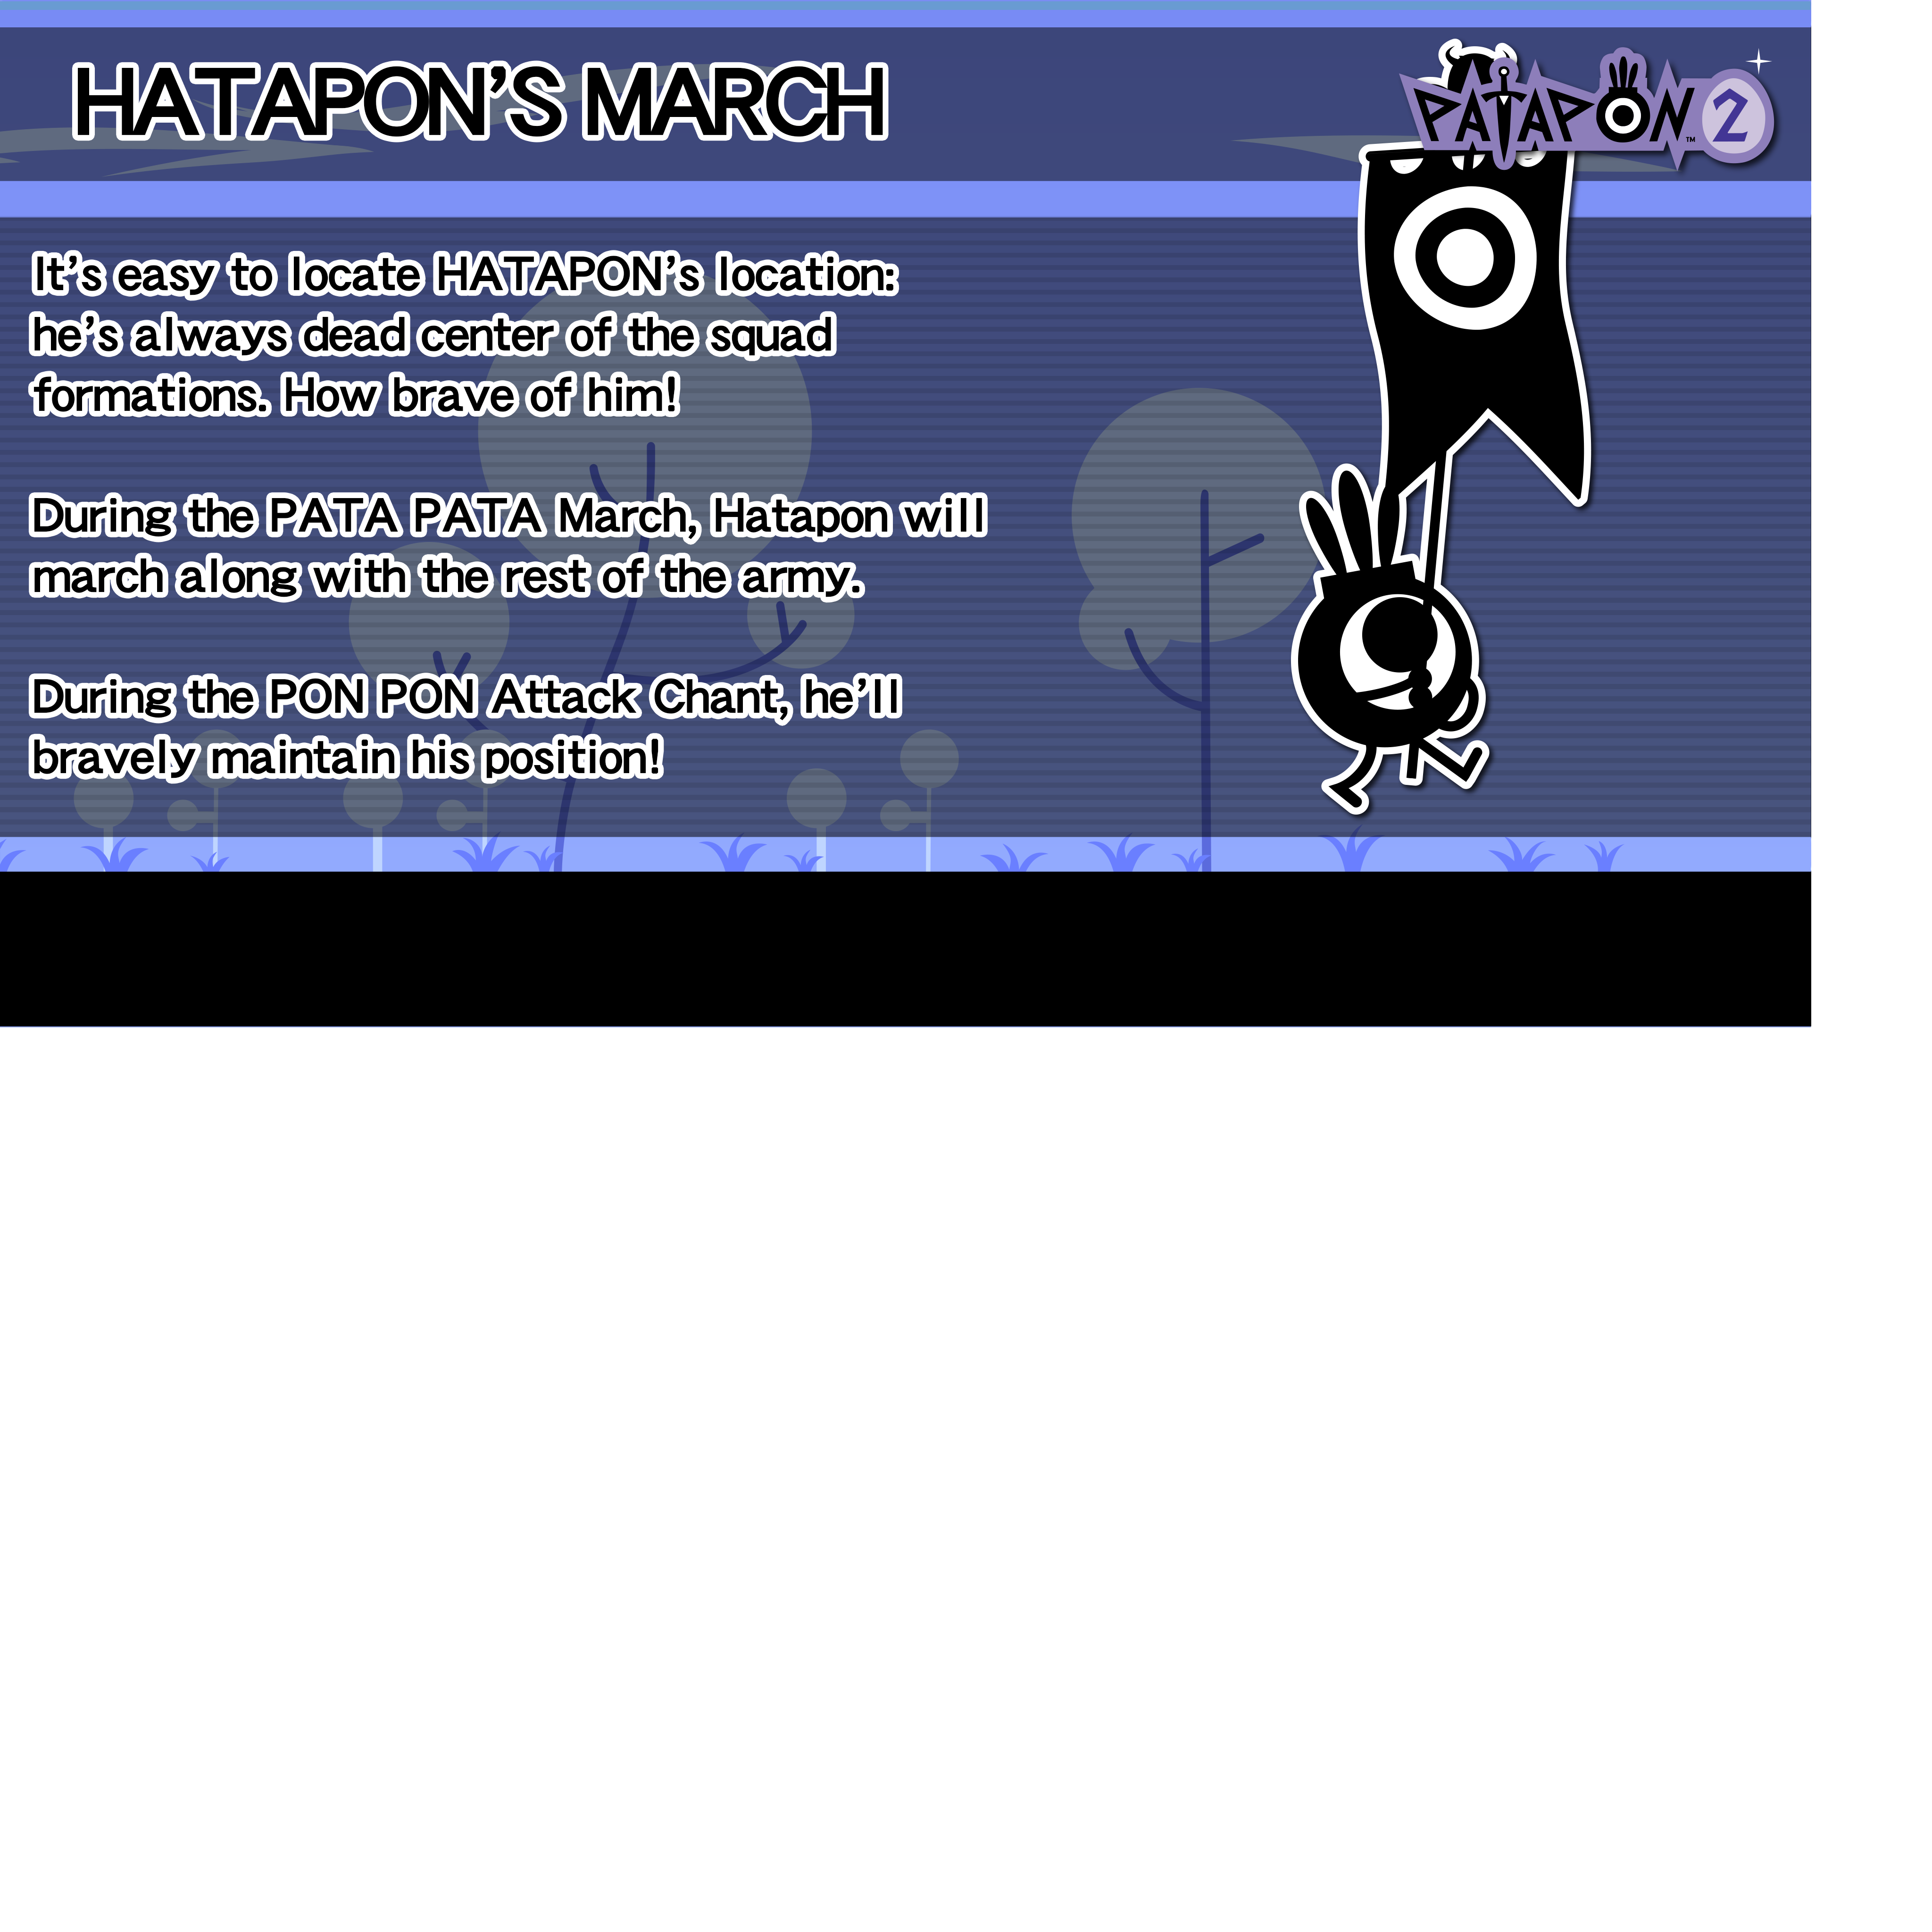 HATAPON'S MARCH
PATAPON™ 2
It's easy to locate HATAPON's location:
he's always dead center of the squad
formations. How brave of him!
During the PATA PATA March, Hatapon will
march along with the rest of the army.
During the PON PON Attack Chant, he'll
bravely maintain his position!